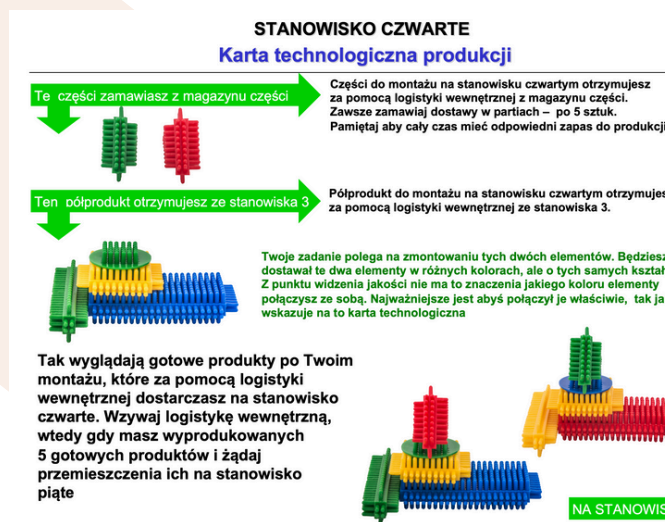 STANOWISKO CZWARTE
Karta technologiczna produkcji
Te części zamawiasz z magazynu części
Części do montażu na stanowisku czwartym otrzymujesz
za pomocą logistyki wewnętrznej z magazynu części.
Zawsze zamawiaj dostawy w partiach – po 5 sztuk.
Pamiętaj aby cały czas mieć odpowiedni zapas do produkcji
Ten półprodukt otrzymujesz ze stanowiska 3
Półprodukt do montażu na stanowisku czwartym otrzymujes
za pomocą logistyki wewnętrznej ze stanowiska 3.
Twoje zadanie polega na zmontowaniu tych dwóch elementów. Będziesz
dostawał te dwa elementy w różnych kolorach, ale o tych samych kształ
Z punktu widzenia jakości nie ma to znaczenia jakiego koloru elementy
połączysz ze sobą. Najważniejsze jest abyś połączył je właściwie, tak ja
wskazuje na to karta technologiczna
Tak wyglądają gotowe produkty po Twoim
montażu, które za pomocą logistyki
wewnętrznej dostarczasz na stanowisko
czwarte. Wzywaj logistykę wewnętrzną,
wtedy gdy masz wyprodukowanych
5 gotowych produktów i żądaj
przemieszczenia ich na stanowisko
piąte
NA STANOWIS